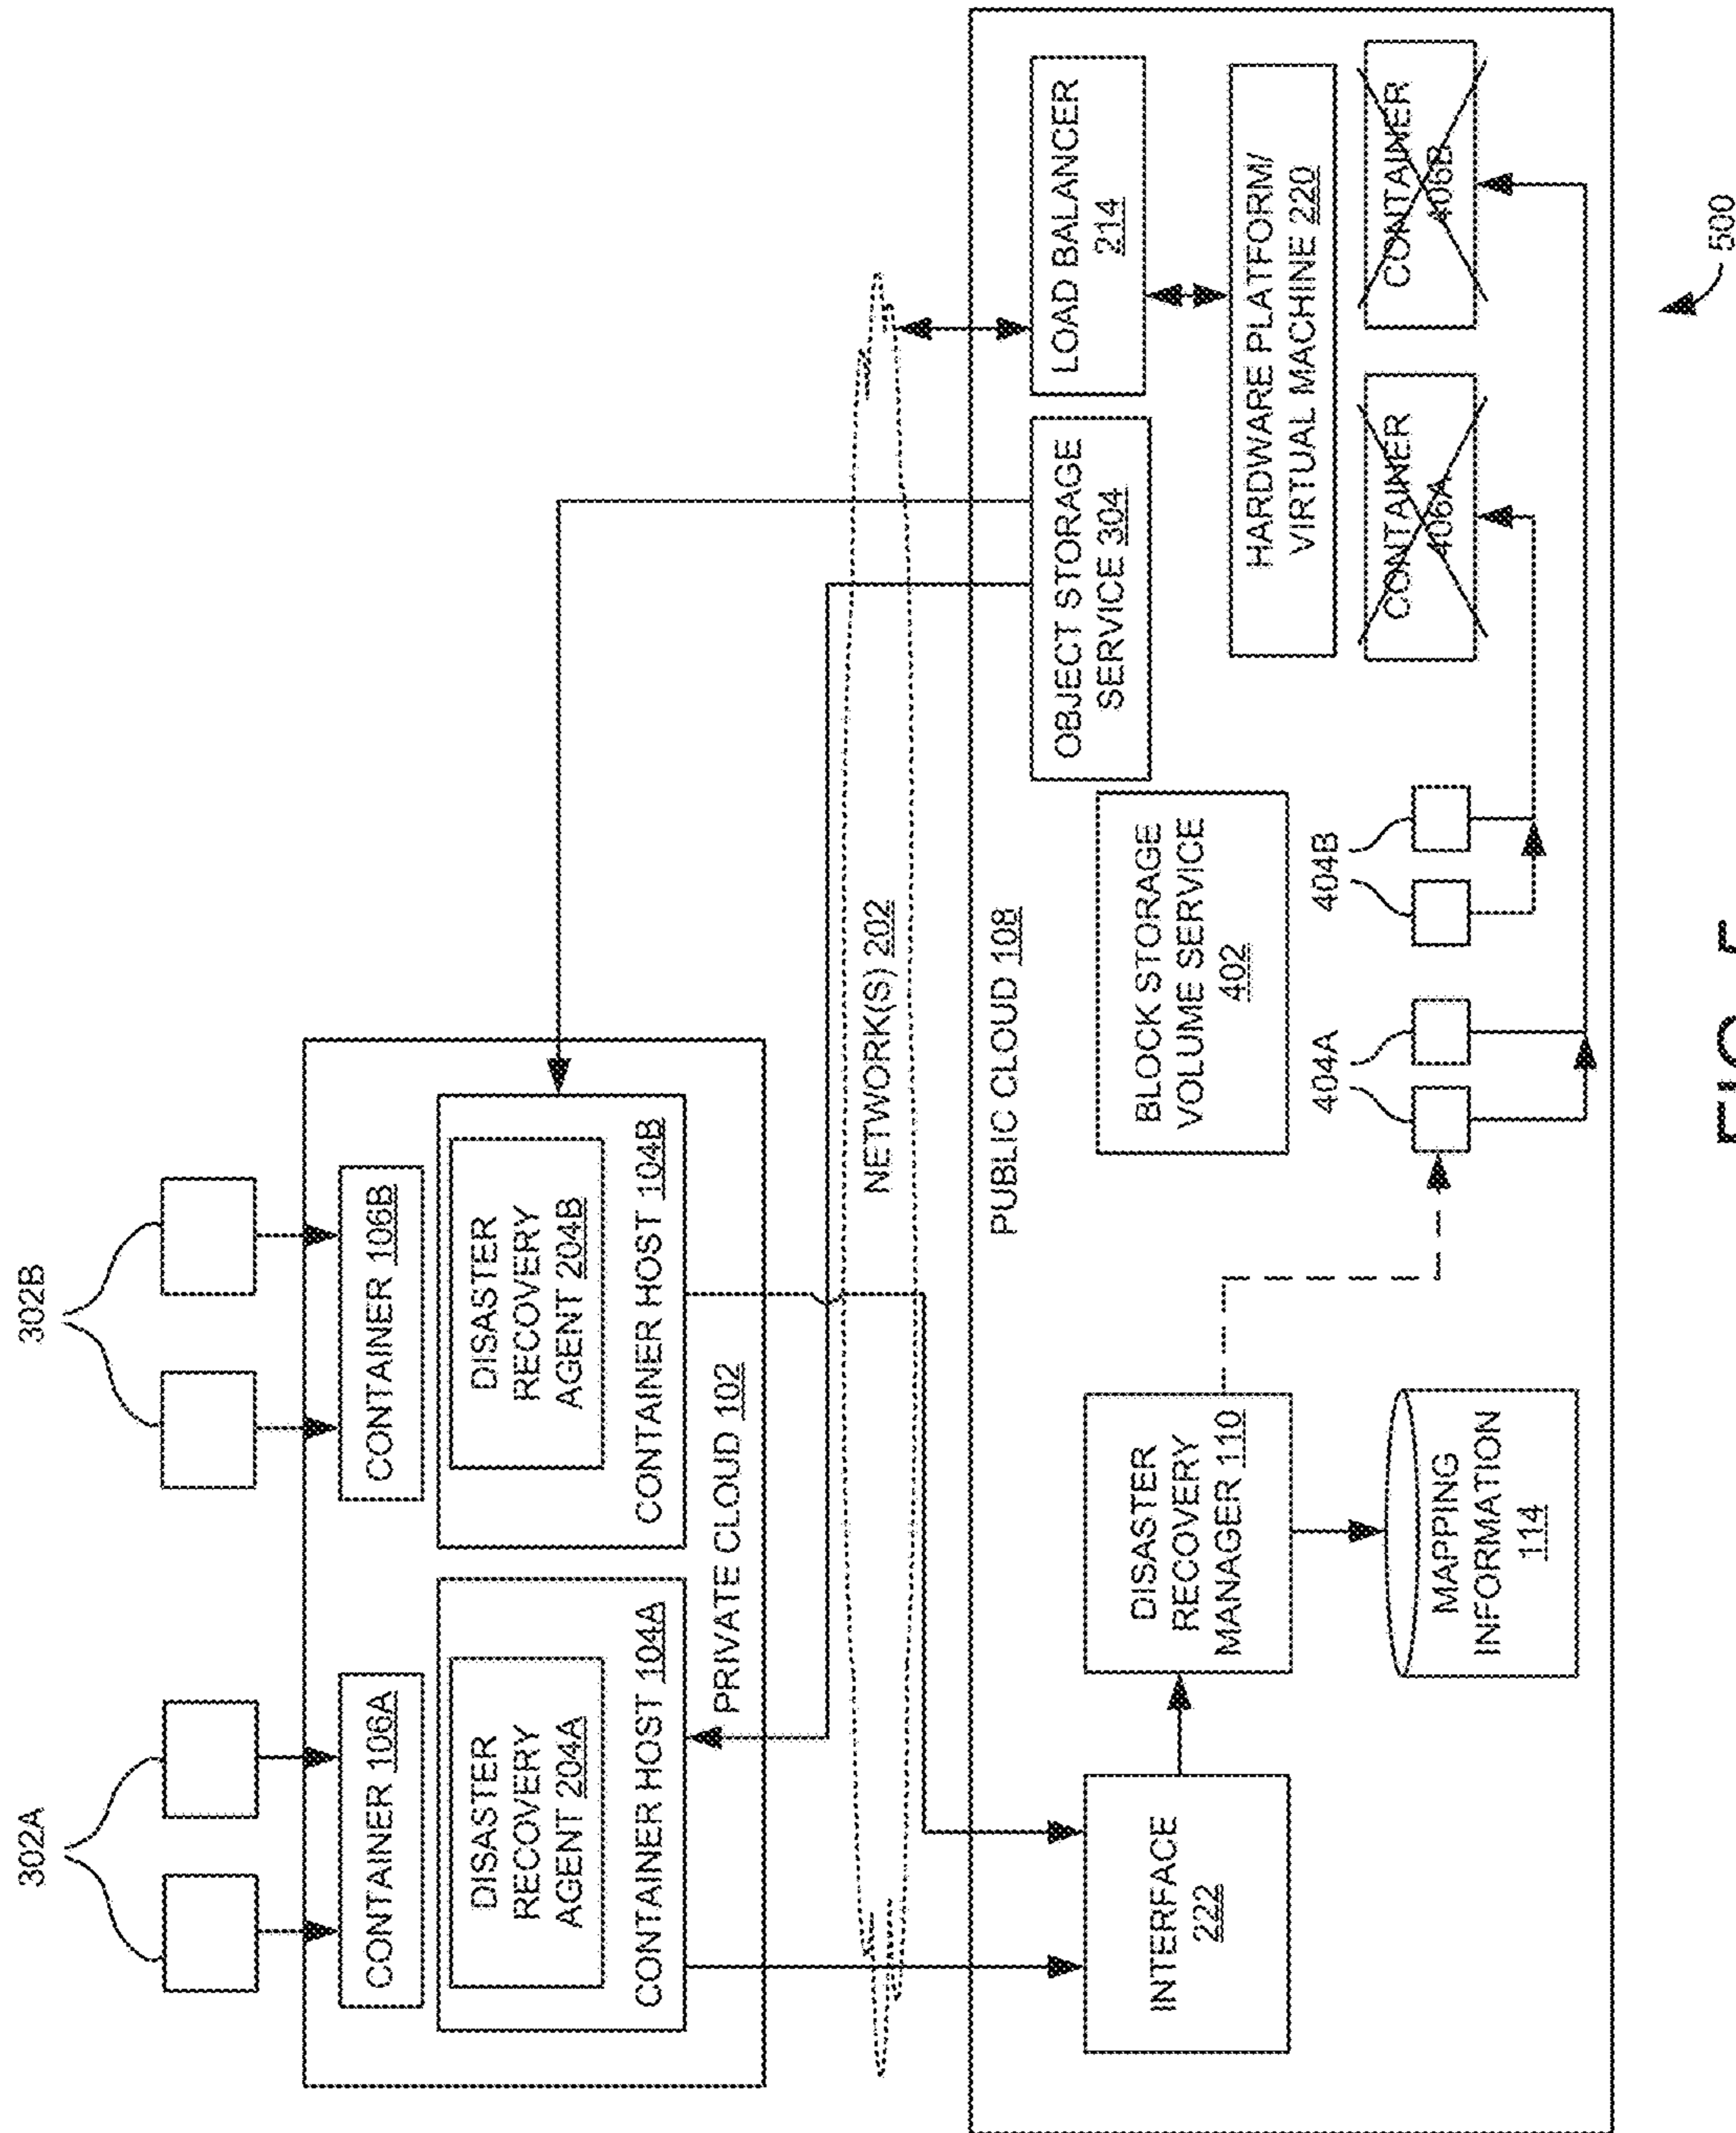 302A
302B
CONTAINER 106A
CONTAINER 106B
DISASTER
RECOVERY
AGENT 204A
CONTAINER HOST 104A
DISASTER
RECOVERY
AGENT 204B
CONTAINER HOST 104B
PRIVATE CLOUD 102
NETWORK(S) 202
PUBLIC CLOUD 108
INTERFACE
222
DISASTER
RECOVERY
MANAGER 110
MAPPING
INFORMATION
114
BLOCK STORAGE
VOLUME SERVICE
402
404A
404B
OBJECT STORAGE
SERVICE 304
LOAD BALANCER
214
HARDWARE PLATFORM/
VIRTUAL MACHINE 220
CONTAINER
406A
CONTAINER
406B
500